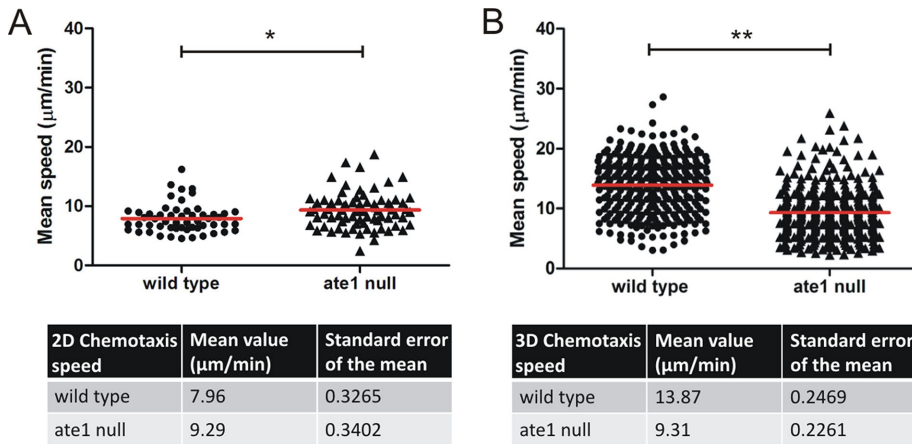 A
40
30
20
10
0
Mean speed (μm/min)
*
wild type
ate1 null
2D Chemotaxis speed
Mean value (μm/min)
Standard error of the mean
wild type 7.96 0.3265
ate1 null 9.29 0.3402
B
40
30
20
10
0
Mean speed (μm/min)
**
wild type
ate1 null
3D Chemotaxis speed
Mean value (μm/min)
Standard error of the mean
wild type 13.87 0.2469
ate1 null 9.31 0.2261